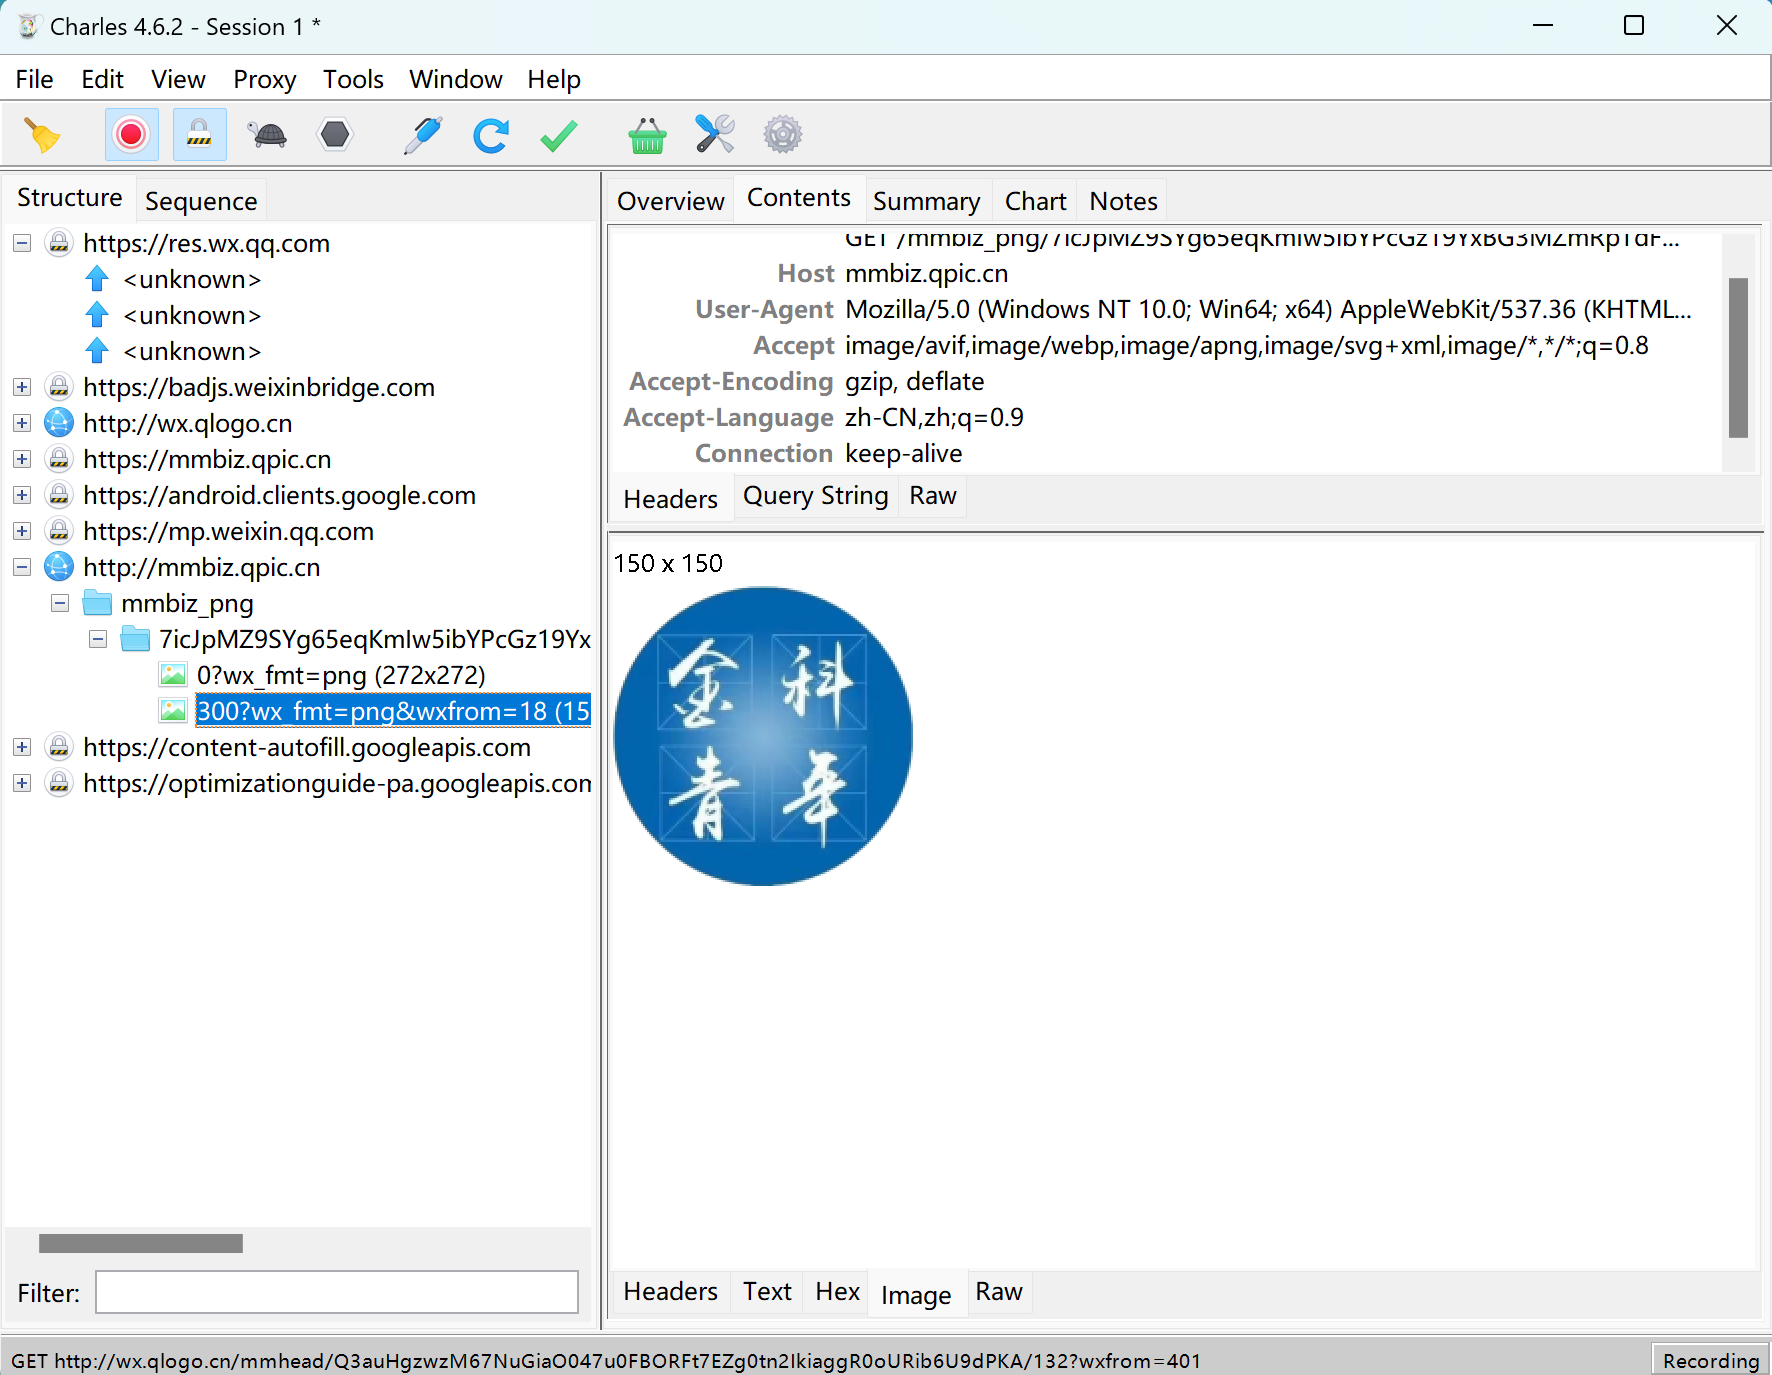 Charles 4.6.2 - Session 1 *
File Edit View Proxy Tools Window Help
Structure Sequence
https://res.wx.qq.com
<unknown>
<unknown>
<unknown>
https://badjs.weixinbridge.com
http://wx.qlogo.cn
https://mmbiz.qpic.cn
https://android.clients.google.com
https://mp.weixin.qq.com
http://mmbiz.qpic.cn
mmbiz_png
7icJpMZ9SYg65eqKmIw5ibYPcGz19Yx
0?wx_fmt=png (272x272)
300?wx_fmt=png&wxfrom=18 (15
https://content-autofill.googleapis.com
https://optimizationguide-pa.googleapis.com
Filter:
Overview Contents Summary Chart Notes
GET /mmbiz_png/7icJpMZ9SYg65eqKmIw5ibYPcGz19YxBG3MZmRpTdF...
Host mmbiz.qpic.cn
User-Agent Mozilla/5.0 (Windows NT 10.0; Win64; x64) AppleWebKit/537.36 (KHTML...
Accept image/avif,image/webp,image/apng,image/svg+xml,image/*,*/*;q=0.8
Accept-Encoding gzip, deflate
Accept-Language zh-CN,zh;q=0.9
Connection keep-alive
Headers Query String Raw
150 x 150
金科
青年
Headers Text Hex Image Raw
GET http://wx.qlogo.cn/mmhead/Q3auHgzwzM67NuGiaO047u0FBORFt7EZg0tn2IkiaggR0oURib6U9dPKA/132?wxfrom=401
Recording